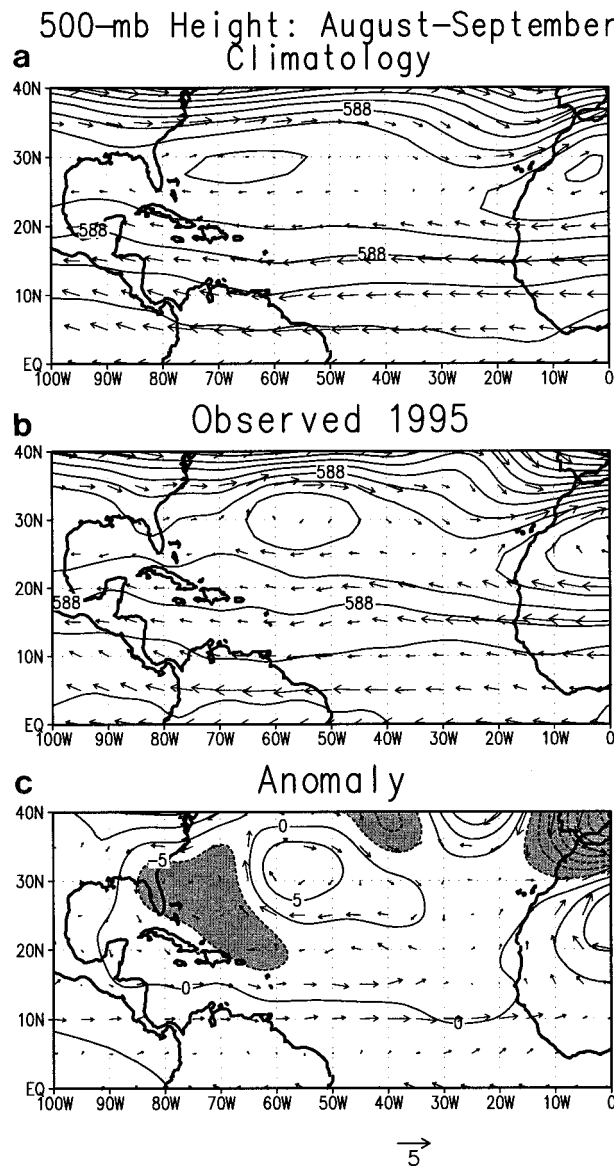 500-mb Height: August-September
a Climatology
40N
588
30N
20N
588
588
10N
EQ
100W 90W 80W 70W 60W 50W 40W 30W 20W 10W 0
b Observed 1995
40N
588
30N
20N
588
588
10N
EQ
100W 90W 80W 70W 60W 50W 40W 30W 20W 10W 0
c Anomaly
40N
0
-5
30N
5
20N
0
10N
0
EQ
100W 90W 80W 70W 60W 50W 40W 30W 20W 10W 0
5